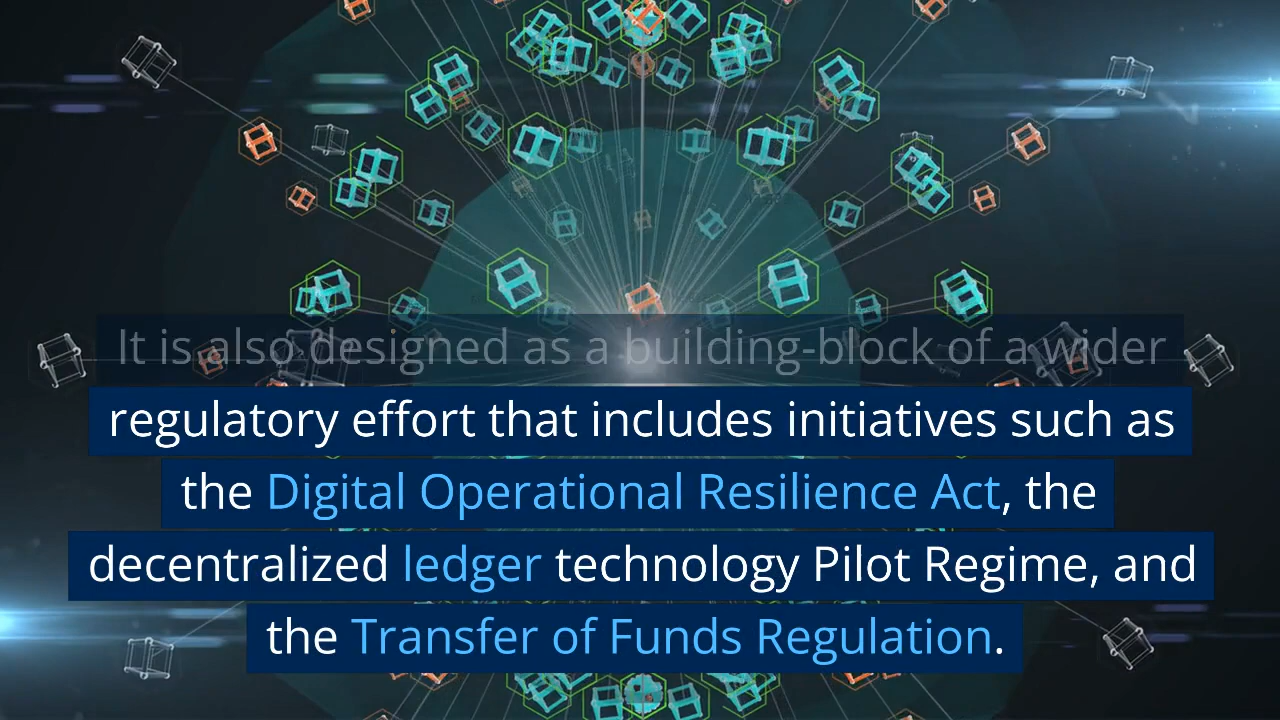 It is also designed as a building-block of a wider
regulatory effort that includes initiatives such as
the Digital Operational Resilience Act, the
decentralized ledger technology Pilot Regime, and
the Transfer of Funds Regulation.